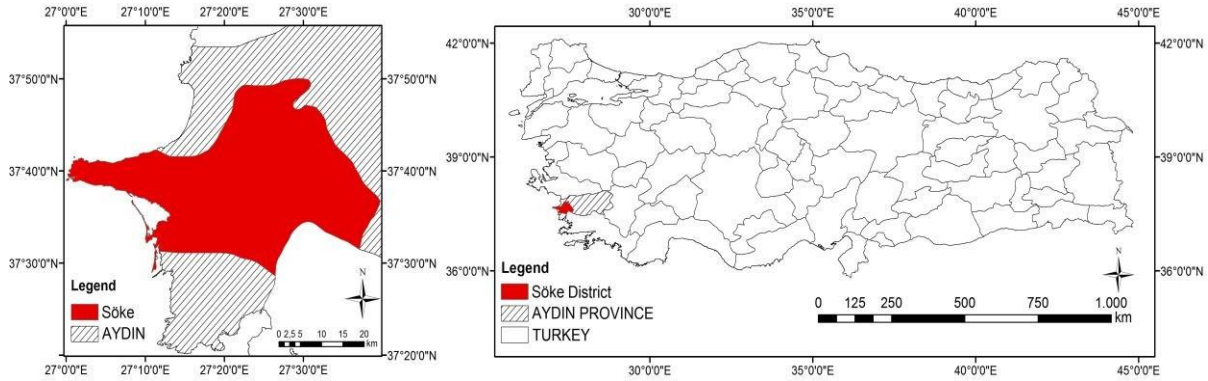 27°0'0"E 27°10'0"E 27°20'0"E 27°30'0"E
37°50'0"N 37°50'0"N
37°40'0"N 37°40'0"N
37°30'0"N 37°30'0"N
37°20'0"N
Legend
Söke
AYDIN
N
0 2,5 5 10 15 20
km
27°0'0"E 27°10'0"E 27°20'0"E 27°30'0"E
30°0'0"E 35°0'0"E 40°0'0"E 45°0'0"E
42°0'0"N 42°0'0"N
39°0'0"N 39°0'0"N
36°0'0"N 36°0'0"N
Legend
Söke District
AYDIN PROVINCE
TURKEY
N
0 125 250 500 750 1.000
km
30°0'0"E 35°0'0"E 40°0'0"E 45°0'0"E